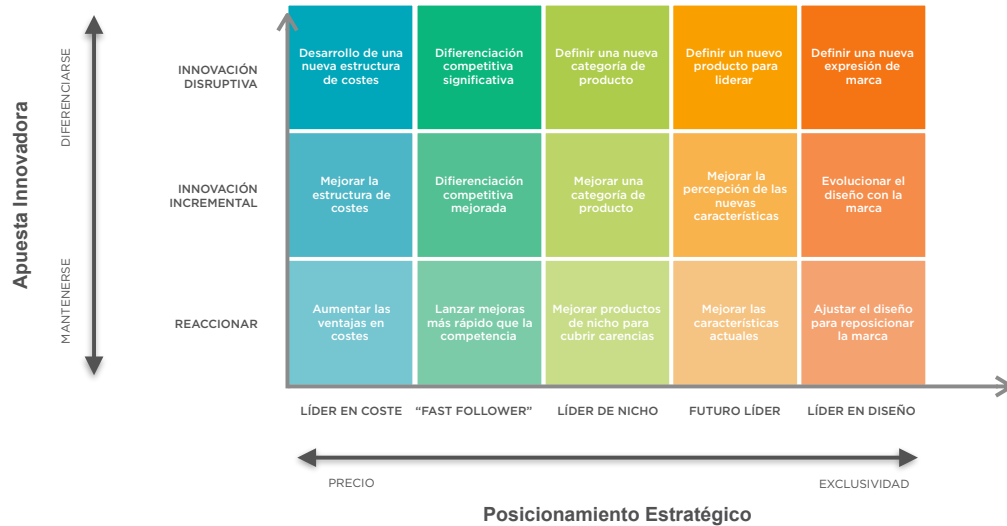 Apuesta Innovadora
DIFERENCIARSE
MANTENERSE
INNOVACIÓN
DISRUPTIVA
Desarrollo de una
nueva estructura
de costes
Difierenciación
competitiva
significativa
Definir una nueva
categoría de
producto
Definir un nuevo
producto para
liderar
Definir una nueva
expresión de
marca
INNOVACIÓN
INCREMENTAL
Mejorar la
estructura de
costes
Difierenciación
competitiva
mejorada
Mejorar una
categoría de
producto
Mejorar la
percepción de las
nuevas
características
Evolucionar el
diseño con la
marca
REACCIONAR
Aumentar las
ventajas en
costes
Lanzar mejoras
más rápido que la
competencia
Mejorar productos
de nicho para
cubrir carencias
Mejorar las
características
actuales
Ajustar el diseño
para reposicionar
la marca
LÍDER EN COSTE
“FAST FOLLOWER”
LÍDER DE NICHO
FUTURO LÍDER
LÍDER EN DISEÑO
PRECIO
EXCLUSIVIDAD
Posicionamiento Estratégico